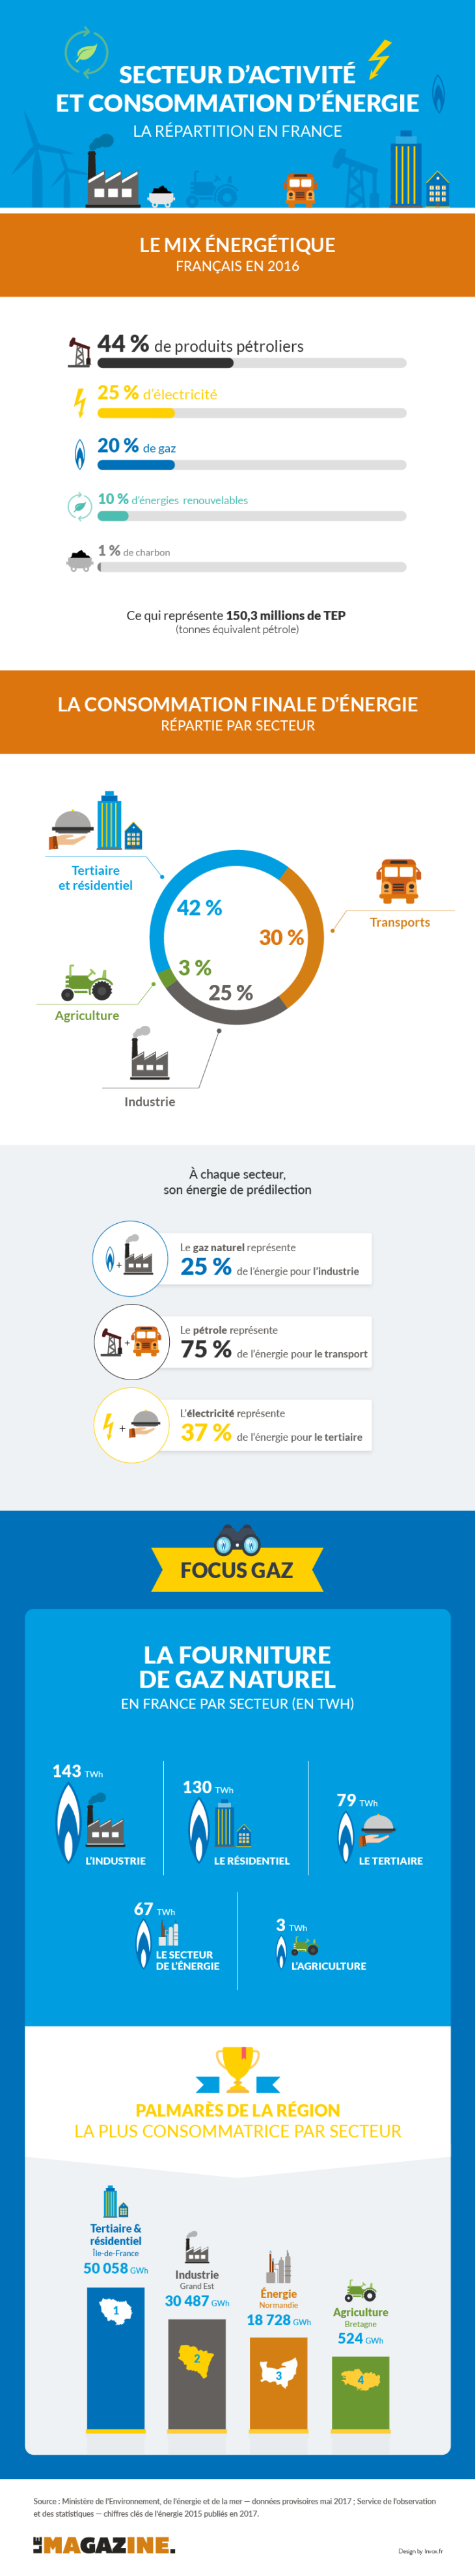 SECTEUR D'ACTIVITÉ
ET CONSOMMATION D'ÉNERGIE
LA RÉPARTITION EN FRANCE
LE MIX ÉNERGÉTIQUE
FRANÇAIS EN 2016
44 % de produits pétroliers
25 % d'électricité
20 % de gaz
10 % d'énergies renouvelables
1 % de charbon
Ce qui représente 150,3 millions de TEP
(tonnes équivalent pétrole)
LA CONSOMMATION FINALE D'ÉNERGIE
RÉPARTIE PAR SECTEUR
Tertiaire
et résidentiel
42 %
Transports
30 %
3 %
25 %
Agriculture
Industrie
À chaque secteur,
son énergie de prédilection
Le gaz naturel représente
25 % de l'énergie pour l'industrie
Le pétrole représente
75 % de l'énergie pour le transport
L'électricité représente
37 % de l'énergie pour le tertiaire
FOCUS GAZ
LA FOURNITURE
DE GAZ NATUREL
EN FRANCE PAR SECTEUR (EN TWH)
143 TWh
L'INDUSTRIE
130 TWh
LE RÉSIDENTIEL
79 TWh
LE TERTIAIRE
67 TWh
LE SECTEUR
DE L'ÉNERGIE
3 TWh
L'AGRICULTURE
PALMARÈS DE LA RÉGION
LA PLUS CONSOMMATRICE PAR SECTEUR
Tertiaire &
résidentiel
Île-de-France
50 058 GWh
1
Industrie
Grand Est
30 487 GWh
2
Énergie
Normandie
18 728 GWh
3
Agriculture
Bretagne
524 GWh
4
Source : Ministère de l'Environnement, de l'énergie et de la mer – données provisoires mai 2017 ; Service de l'observation
et des statistiques – chiffres clés de l'énergie 2015 publiés en 2017.
LE MAGAZINE.
Design by Invox.fr